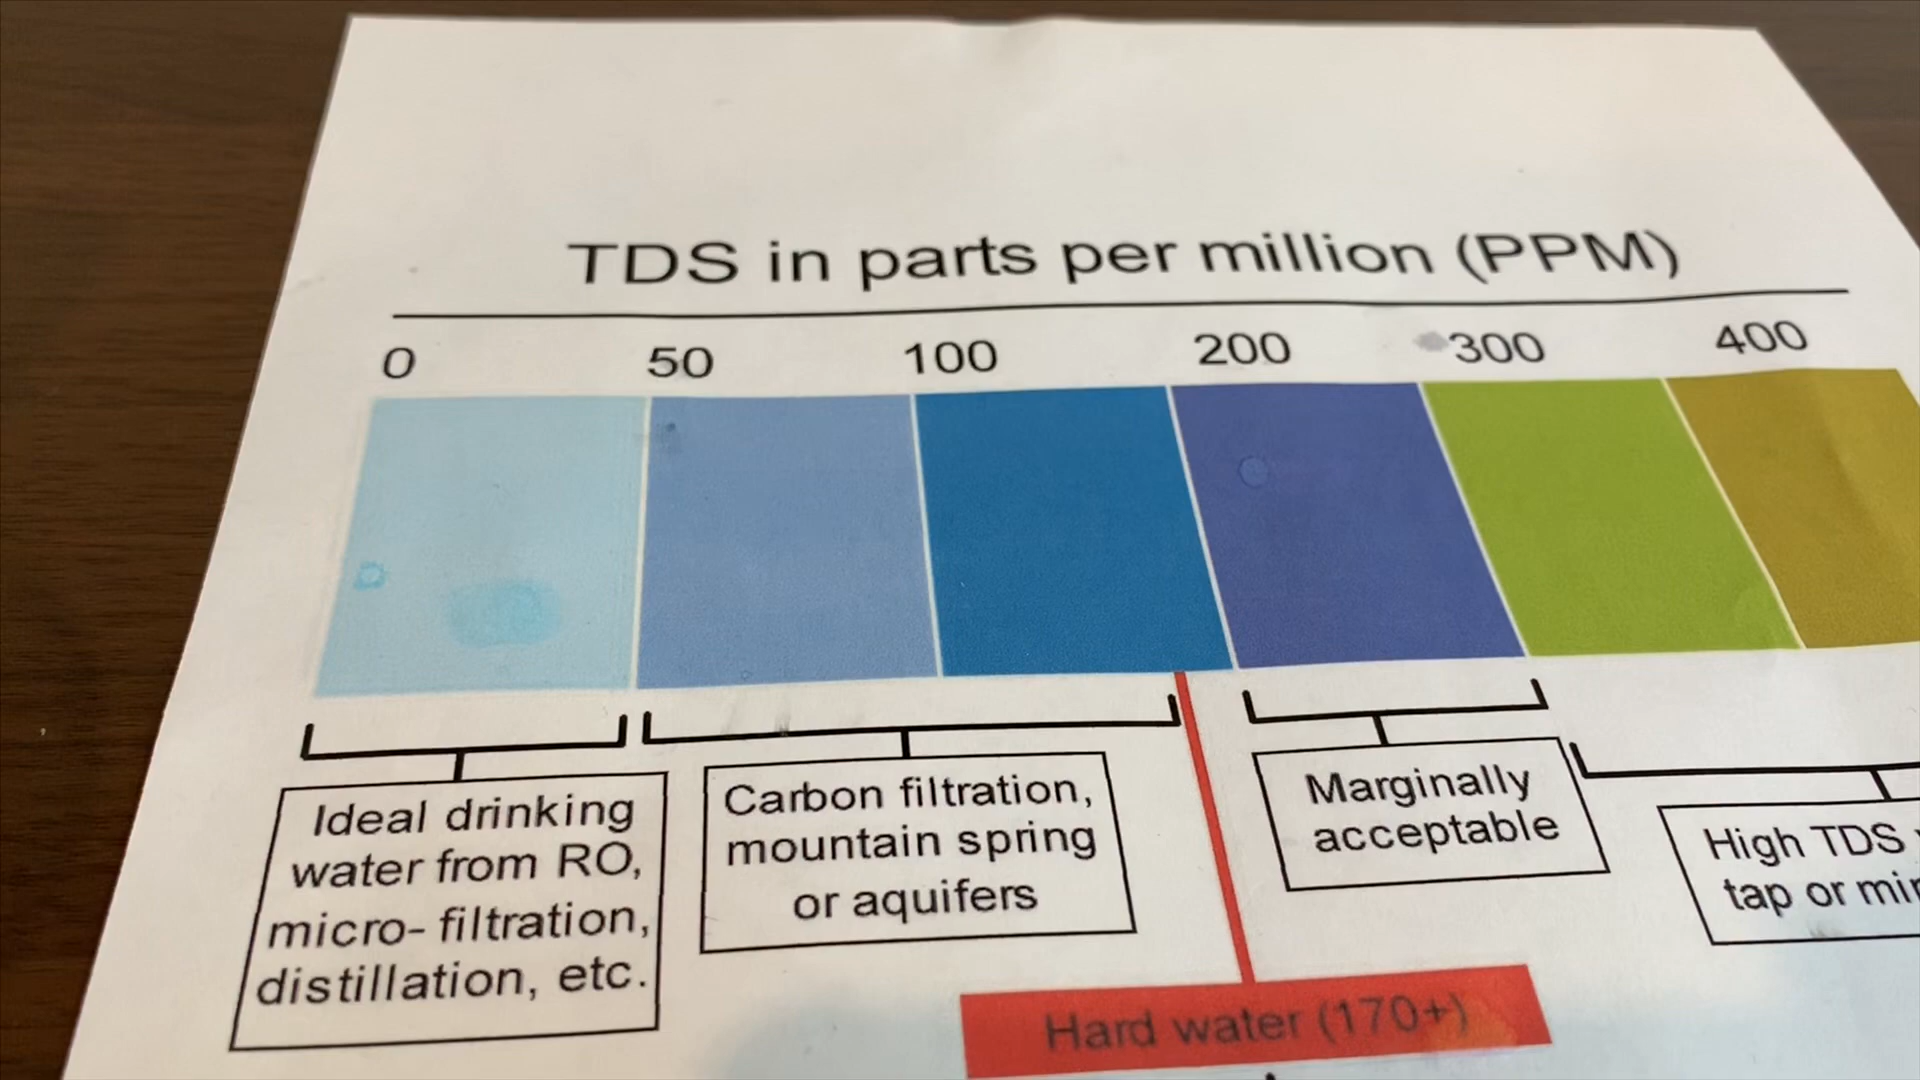 TDS in parts per million (PPM)
0 50 100 200 300 400
Ideal drinking
water from RO,
micro- filtration,
distillation, etc.
Carbon filtration,
mountain spring
or aquifers
Marginally
acceptable
High TDS
tap or
Hard water (170+)